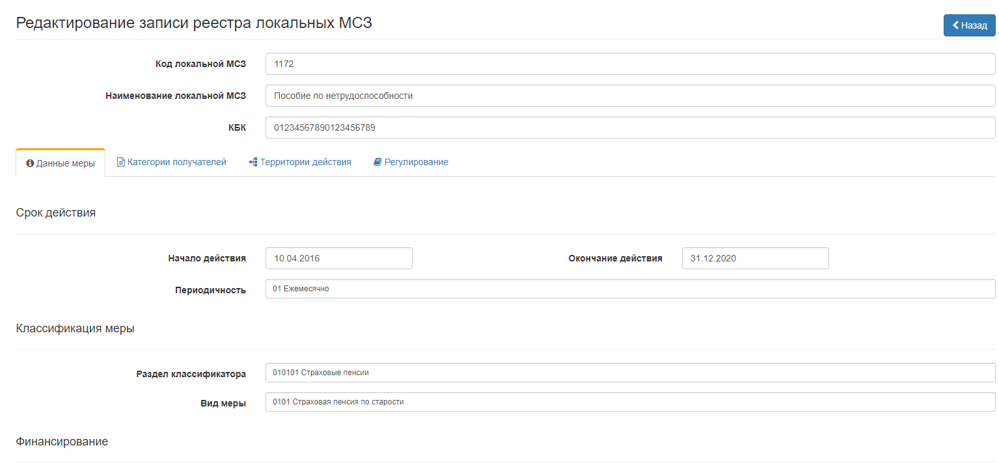 Редактирование записи реестра локальных МСЗ
Назад
Код локальной МСЗ 1172
Наименование локальной МСЗ Пособие по нетрудоспособности
КБК 01234567890123456789
Данные меры Категории получателей Территории действия Регулирование
Срок действия
Начало действия 10.04.2016 Окончание действия 31.12.2020
Периодичность 01 Ежемесячно
Классификация меры
Раздел классификатора 010101 Страховые пенсии
Вид меры 0101 Страховая пенсия по старости
Финансирование